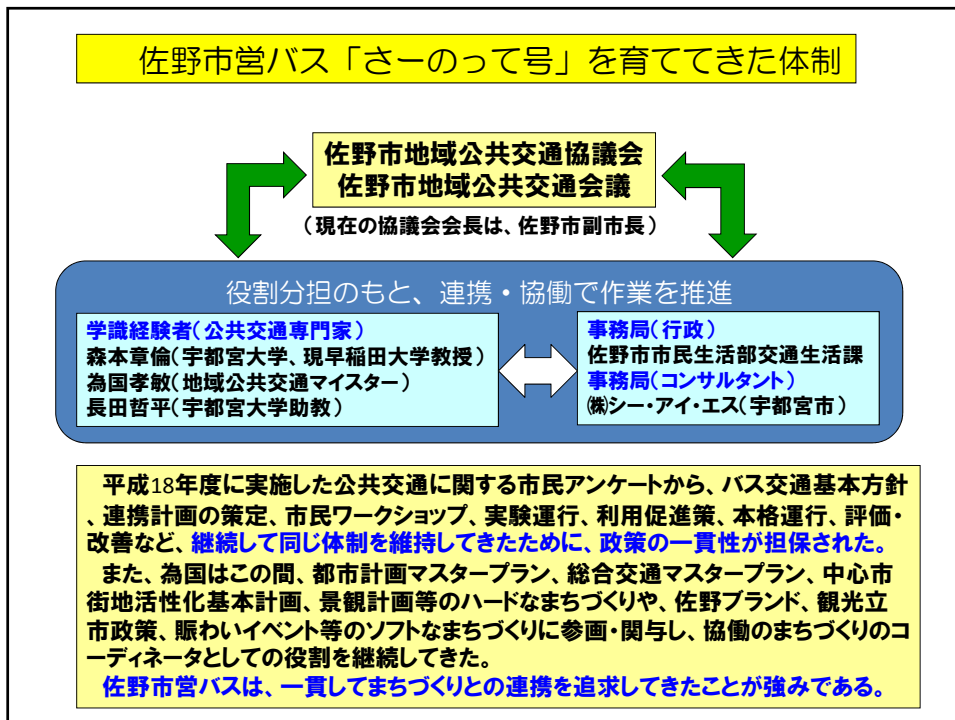 佐野市営バス「さーのって号」を育ててきた体制
佐野市地域公共交通協議会
佐野市地域公共交通会議
(現在の協議会会長は、佐野市副市長)
役割分担のもと、連携・協働で作業を推進
学識経験者(公共交通専門家)
森本章倫(宇都宮大学、現早稲田大学教授)
為国孝敏(地域公共交通マイスター)
長田哲平(宇都宮大学助教)
事務局(行政)
佐野市市民生活部交通生活課
事務局(コンサルタント)
㈱シー・アイ・エス(宇都宮市)
平成18年度に実施した公共交通に関する市民アンケートから、バス交通基本方針
、連携計画の策定、市民ワークショップ、実験運行、利用促進策、本格運行、評価・
改善など、継続して同じ体制を維持してきたために、政策の一貫性が担保された。
また、為国はこの間、都市計画マスタープラン、総合交通マスタープラン、中心市
街地活性化基本計画、景観計画等のハードなまちづくりや、佐野ブランド、観光立
市政策、賑わいイベント等のソフトなまちづくりに参画・関与し、協働のまちづくりのコ
ーディネータとしての役割を継続してきた。
佐野市営バスは、一貫してまちづくりとの連携を追求してきたことが強みである。